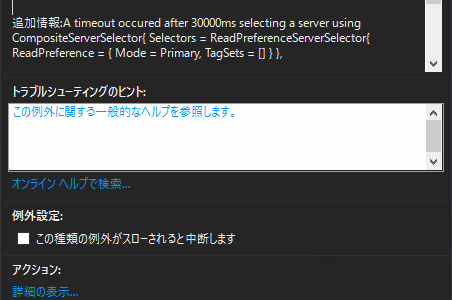 追加情報:A timeout occured after 30000ms selecting a server using
CompositeServerSelector{ Selectors = ReadPreferenceServerSelector{
ReadPreference = { Mode = Primary, TagSets = [] } },
トラブルシューティングのヒント:
この例外に関する一般的なヘルプを参照します。
オンライン ヘルプで検索...
例外設定:
この種類の例外がスローされると中断します
アクション:
詳細の表示...